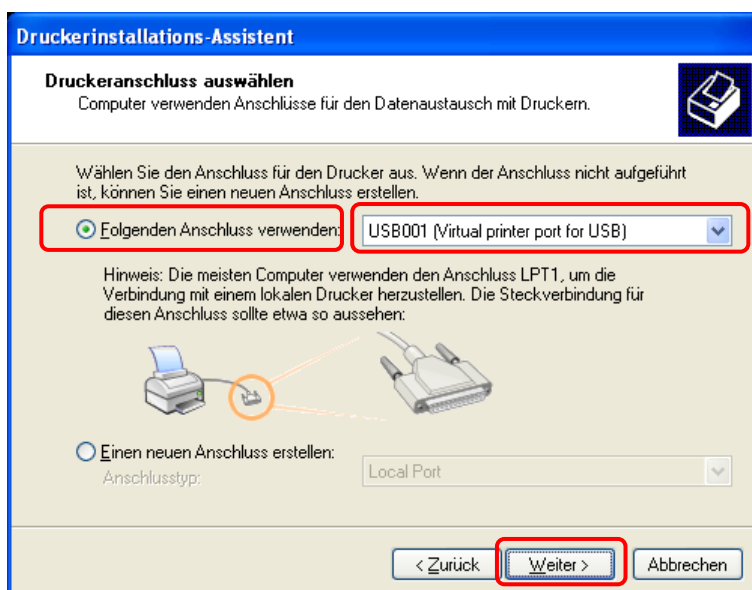 Druckerinstallations-Assistent
Druckeranschluss auswählen
Computer verwenden Anschlüsse für den Datenaustausch mit Druckern.
Wählen Sie den Anschluss für den Drucker aus. Wenn der Anschluss nicht aufgeführt
ist, können Sie einen neuen Anschluss erstellen.
Folgenden Anschluss verwenden: USB001 (Virtual printer port for USB)
Hinweis: Die meisten Computer verwenden den Anschluss LPT1, um die
Verbindung mit einem lokalen Drucker herzustellen. Die Steckverbindung für
diesen Anschluss sollte etwa so aussehen:
Einen neuen Anschluss erstellen:
Anschlusstyp: Local Port
< Zurück Weiter > Abbrechen